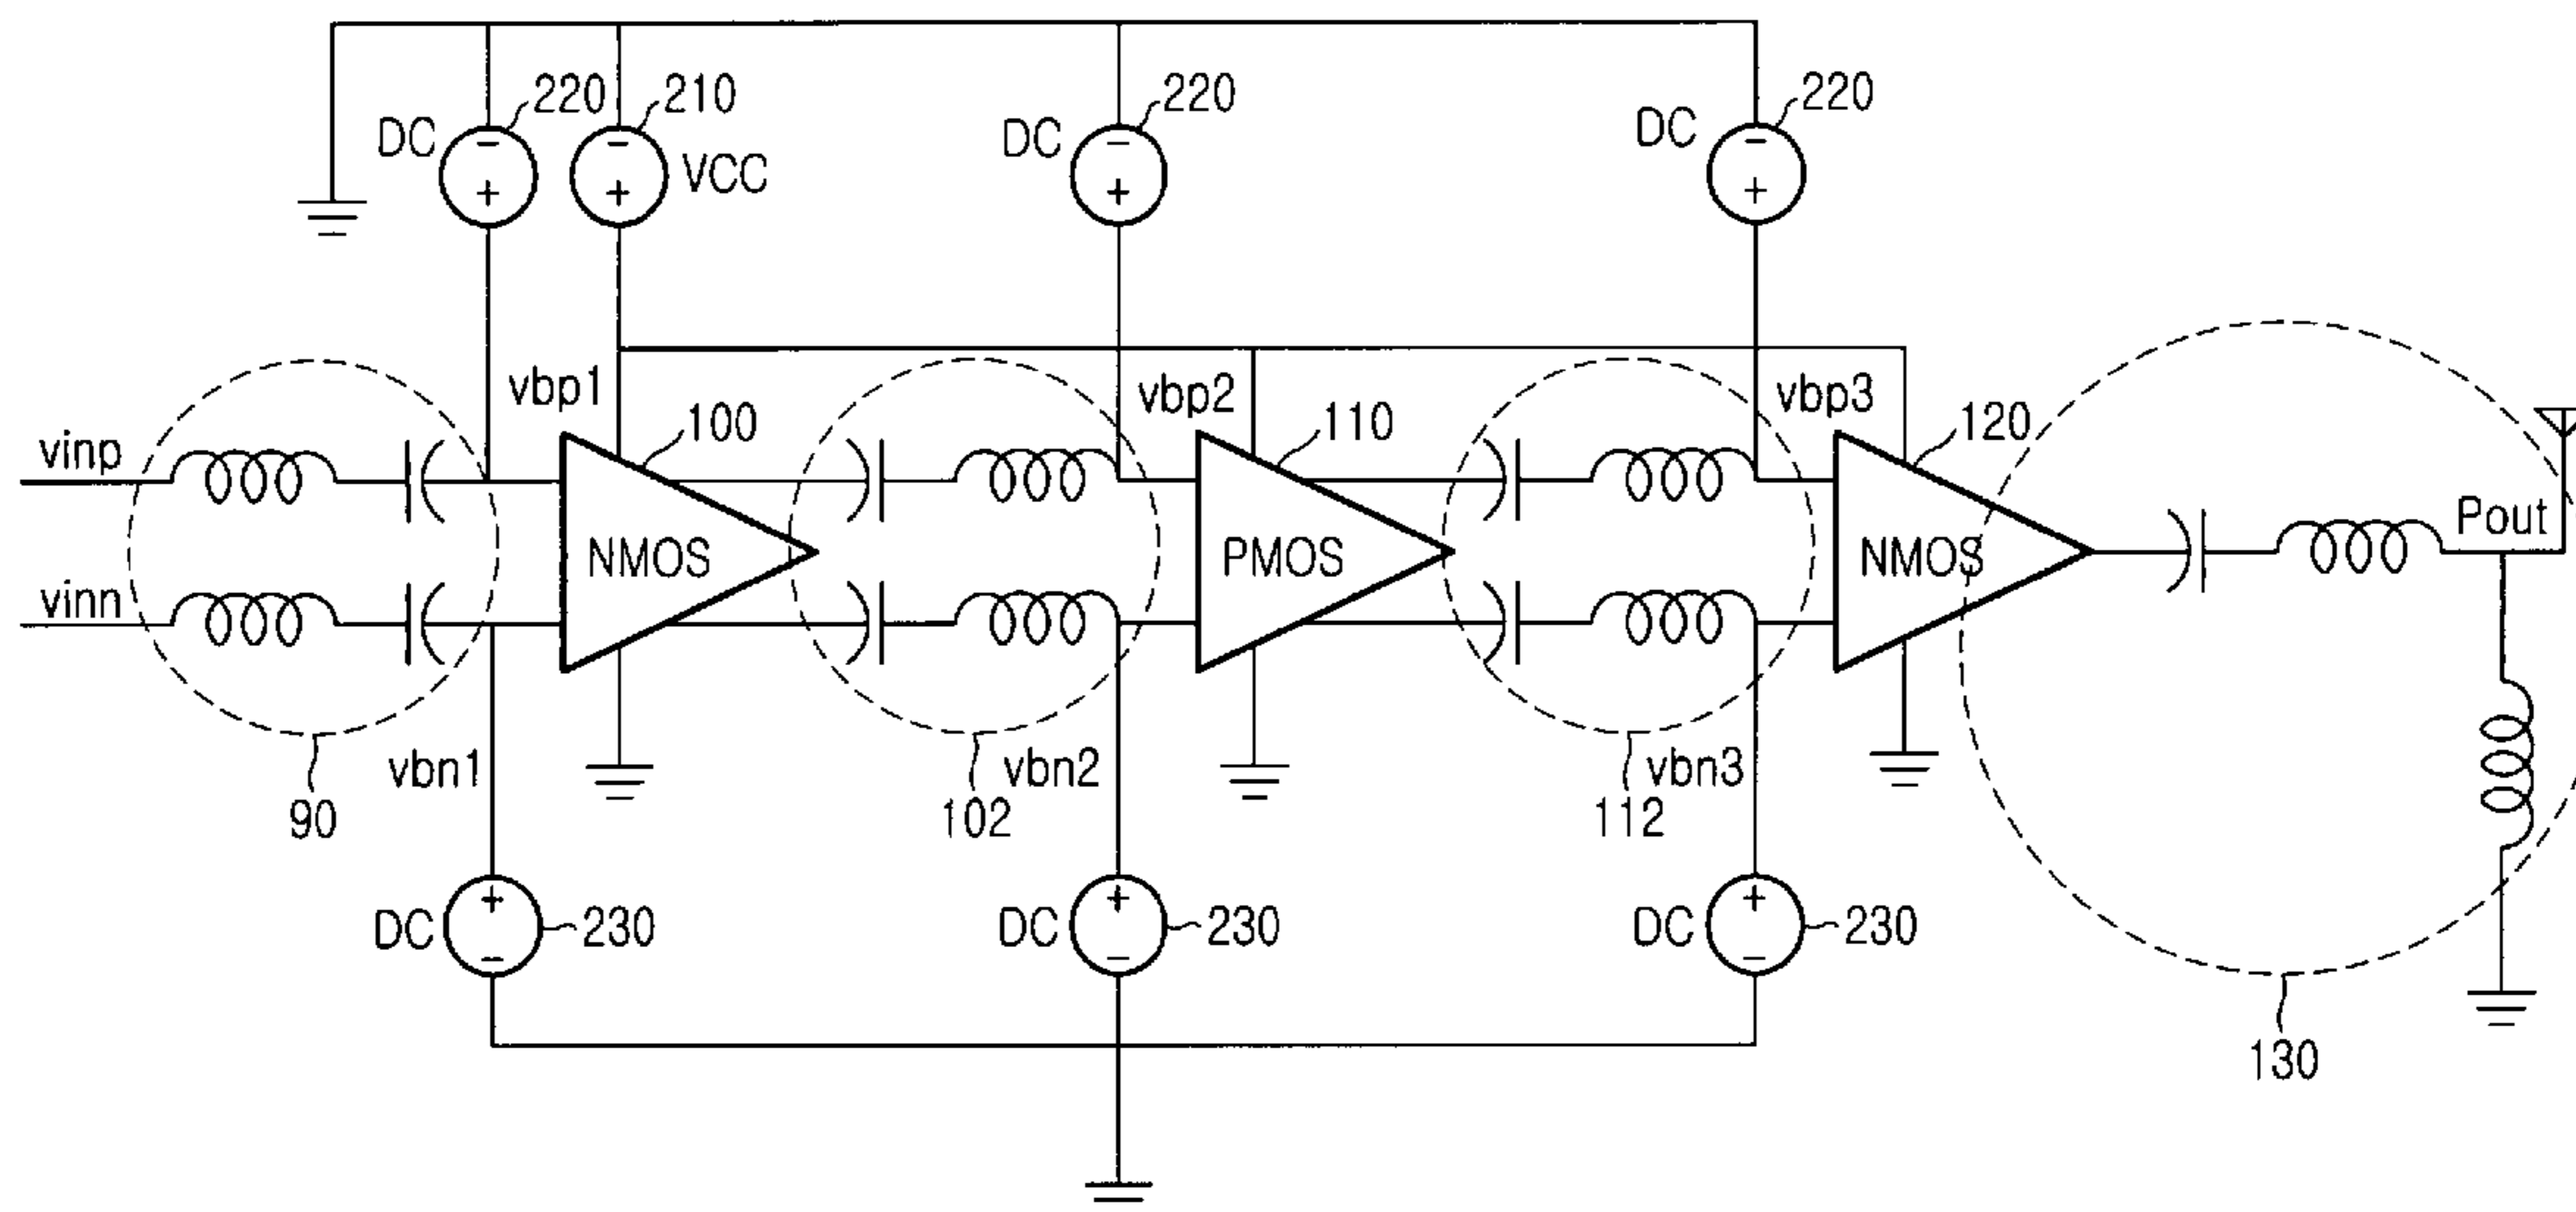 220
210
220
220
DC
VCC
DC
DC
vbp1
vbp2
vbp3
100
110
120
vinp
Pout
NMOS
PMOS
NMOS
vinn
vbn1
vbn2
vbn3
90
102
112
DC
230
DC
230
DC
230
130